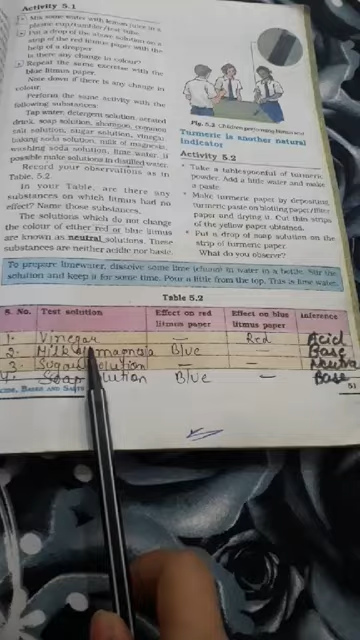 Activity 5.1
Mix some water with lemon juice in a
plastic cup/tumbler/test tube.
Put a drop of the above solution on a
strip of the red litmus paper with the
help of a dropper.
Is there any change in colour?
Repeat the same exercise with the
blue litmus paper.
Note down if there is any change in
colour.
Perform the same activity with the
following substances:
Tap water, detergent solution, aerated
drink, soap solution, shampoo, common
salt solution, sugar solution, vinegar,
baking soda solution, milk of magnesia,
washing soda solution, lime water. If
possible make solutions in distilled water.
Record your observations as in
Table 5.2.
In your Table, are there any
substances on which litmus had no
effect? Name those substances.
The solutions which do not change
the colour of either red or blue litmus
are known as neutral solutions. These
substances are neither acidic nor basic.
Fig. 5.2 Children performing
Turmeric is another natural
indicator
Activity 5.2
• Take a tablespoonful of turmeric
powder. Add a little water and make
a paste.
• Make turmeric paper by depositing
turmeric paste on blotting paper/filter
paper and drying it. Cut thin strips
of the yellow paper obtained.
• Put a drop of soap solution on the
strip of turmeric paper.
What do you observe?
To prepare limewater, dissolve some lime (chuna) in water in a bottle. Stir the
solution and keep it for some time. Pour a little from the top. This is lime water.
Table 5.2
S. No. Test solution Effect on red litmus paper Effect on blue litmus paper Inference
1. Vinegar — Red Acid
2. Milk magnesia Blue — Base
3. Sugar solution — Neutral
4. Soap solution Blue — Base
ACIDS, BASES AND SALTS
51